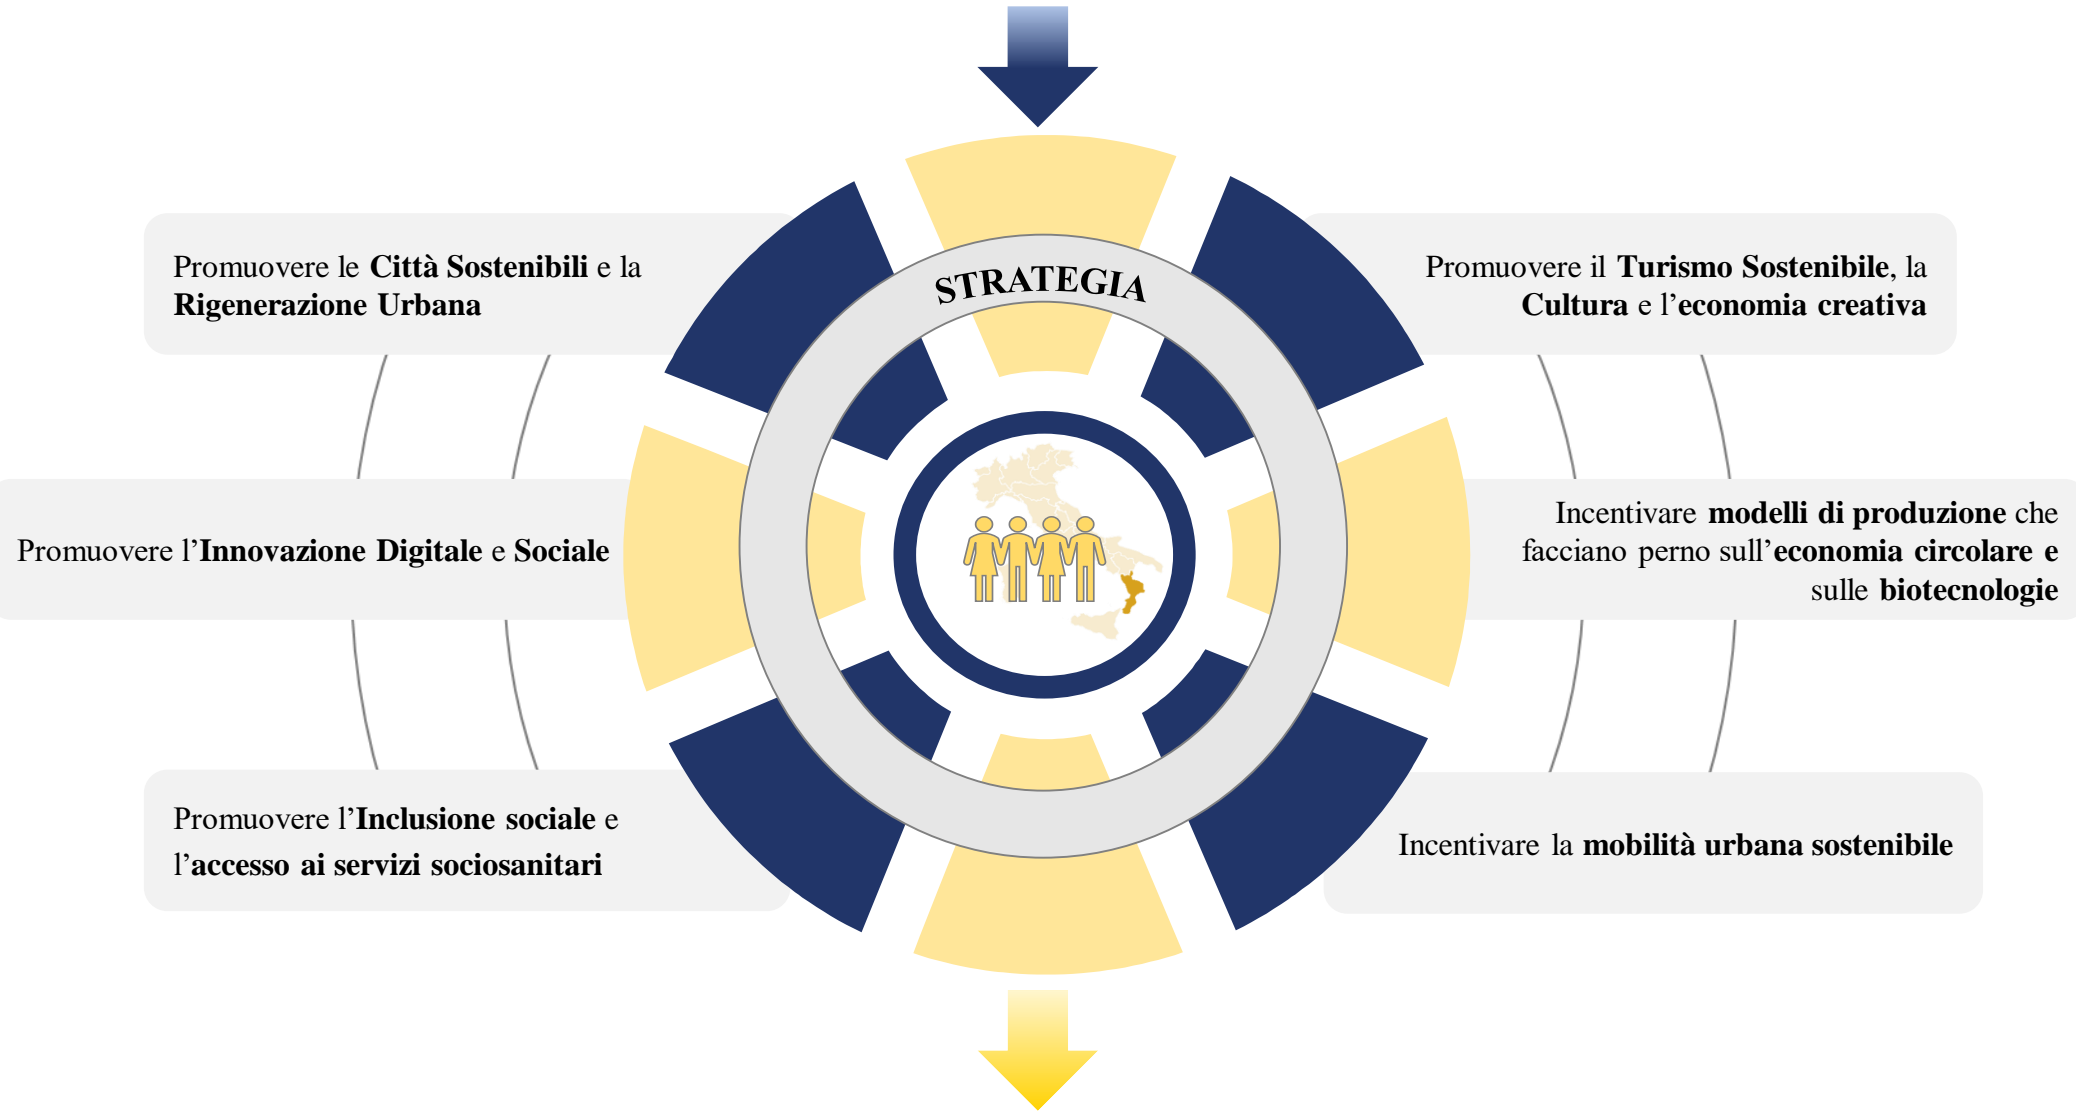 STRATEGIA
Promuovere le Città Sostenibili e la
Rigenerazione Urbana
Promuovere l’Innovazione Digitale e Sociale
Promuovere l’Inclusione sociale e
l’accesso ai servizi sociosanitari
Promuovere il Turismo Sostenibile, la
Cultura e l’economia creativa
Incentivare modelli di produzione che
facciano perno sull’economia circolare e
sulle biotecnologie
Incentivare la mobilità urbana sostenibile